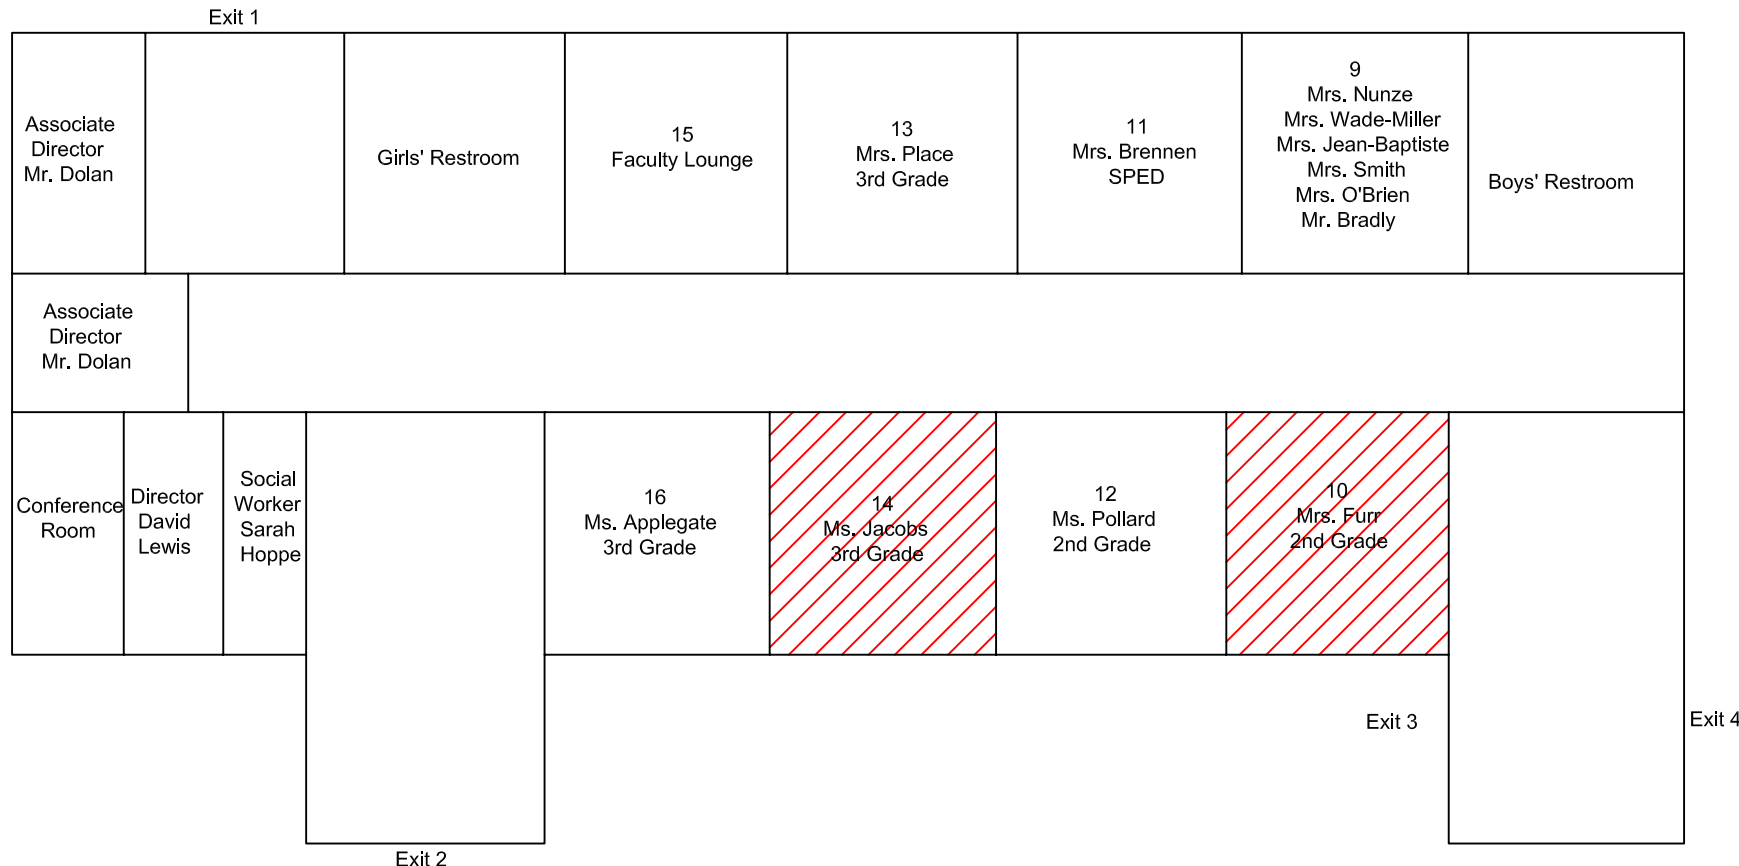 Exit 1
Associate
Director
Mr. Dolan
Girls' Restroom
15
Faculty Lounge
13
Mrs. Place
3rd Grade
11
Mrs. Brennen
SPED
9
Mrs. Nunze
Mrs. Wade-Miller
Mrs. Jean-Baptiste
Mrs. Smith
Mrs. O'Brien
Mr. Bradly
Boys' Restroom
Associate
Director
Mr. Dolan
Conference
Room
Director
David
Lewis
Social
Worker
Sarah
Hoppe
16
Ms. Applegate
3rd Grade
14
Ms. Jacobs
3rd Grade
12
Ms. Pollard
2nd Grade
10
Mrs. Furr
2nd Grade
Exit 3
Exit 4
Exit 2